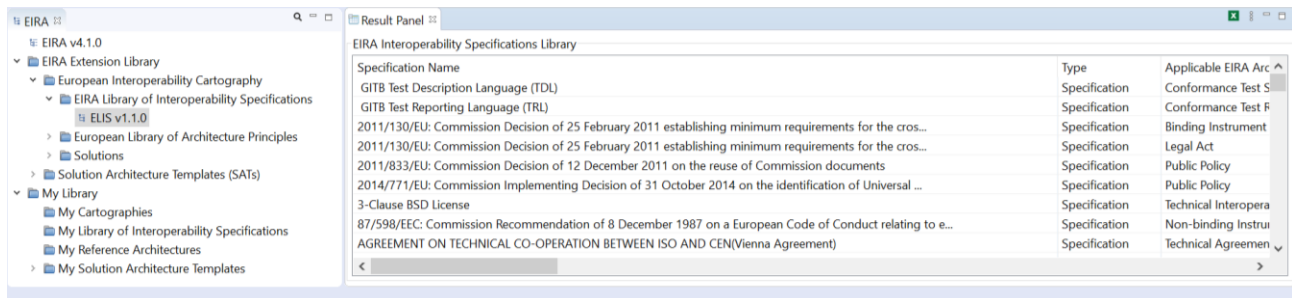 EIRA
EIRA v4.1.0
EIRA Extension Library
European Interoperability Cartography
EIRA Library of Interoperability Specifications
ELIS v1.1.0
European Library of Architecture Principles
Solutions
Solution Architecture Templates (SATs)
My Library
My Cartographies
My Library of Interoperability Specifications
My Reference Architectures
My Solution Architecture Templates
Result Panel
EIRA Interoperability Specifications Library
Specification Name Type Applicable EIRA Arc
GITB Test Description Language (TDL) Specification Conformance Test S
GITB Test Reporting Language (TRL) Specification Conformance Test R
2011/130/EU: Commission Decision of 25 February 2011 establishing minimum requirements for the cros... Specification Binding Instrument
2011/130/EU: Commission Decision of 25 February 2011 establishing minimum requirements for the cros... Specification Legal Act
2011/833/EU: Commission Decision of 12 December 2011 on the reuse of Commission documents Specification Public Policy
2014/771/EU: Commission Implementing Decision of 31 October 2014 on the identification of Universal ... Specification Public Policy
3-Clause BSD License Specification Technical Interopera
87/598/EEC: Commission Recommendation of 8 December 1987 on a European Code of Conduct relating to e... Specification Non-binding Instru
AGREEMENT ON TECHNICAL CO-OPERATION BETWEEN ISO AND CEN(Vienna Agreement) Specification Technical Agreemen